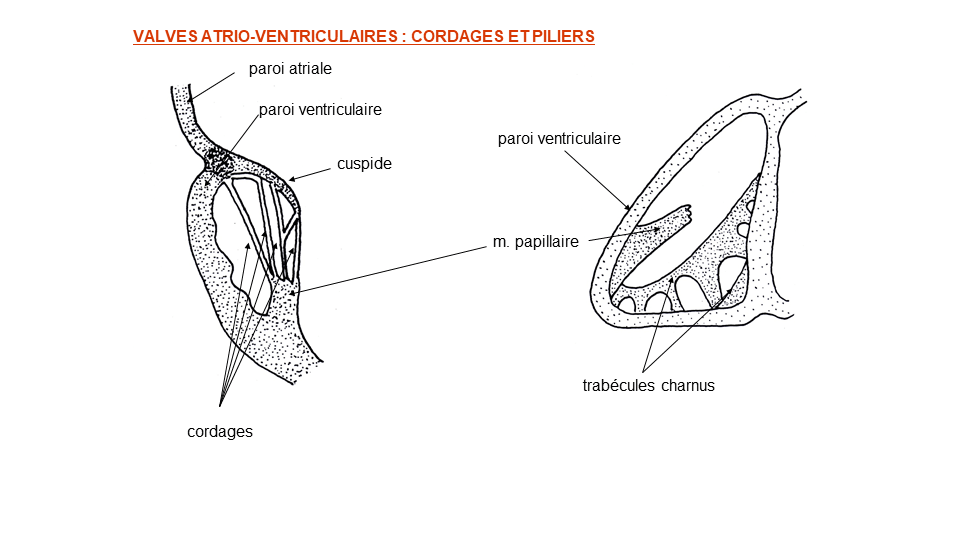 VALVES ATRIO-VENTRICULAIRES : CORDAGES ET PILIERS
paroi atriale
paroi ventriculaire
cuspide
paroi ventriculaire
m. papillaire
trabécules charnus
cordages